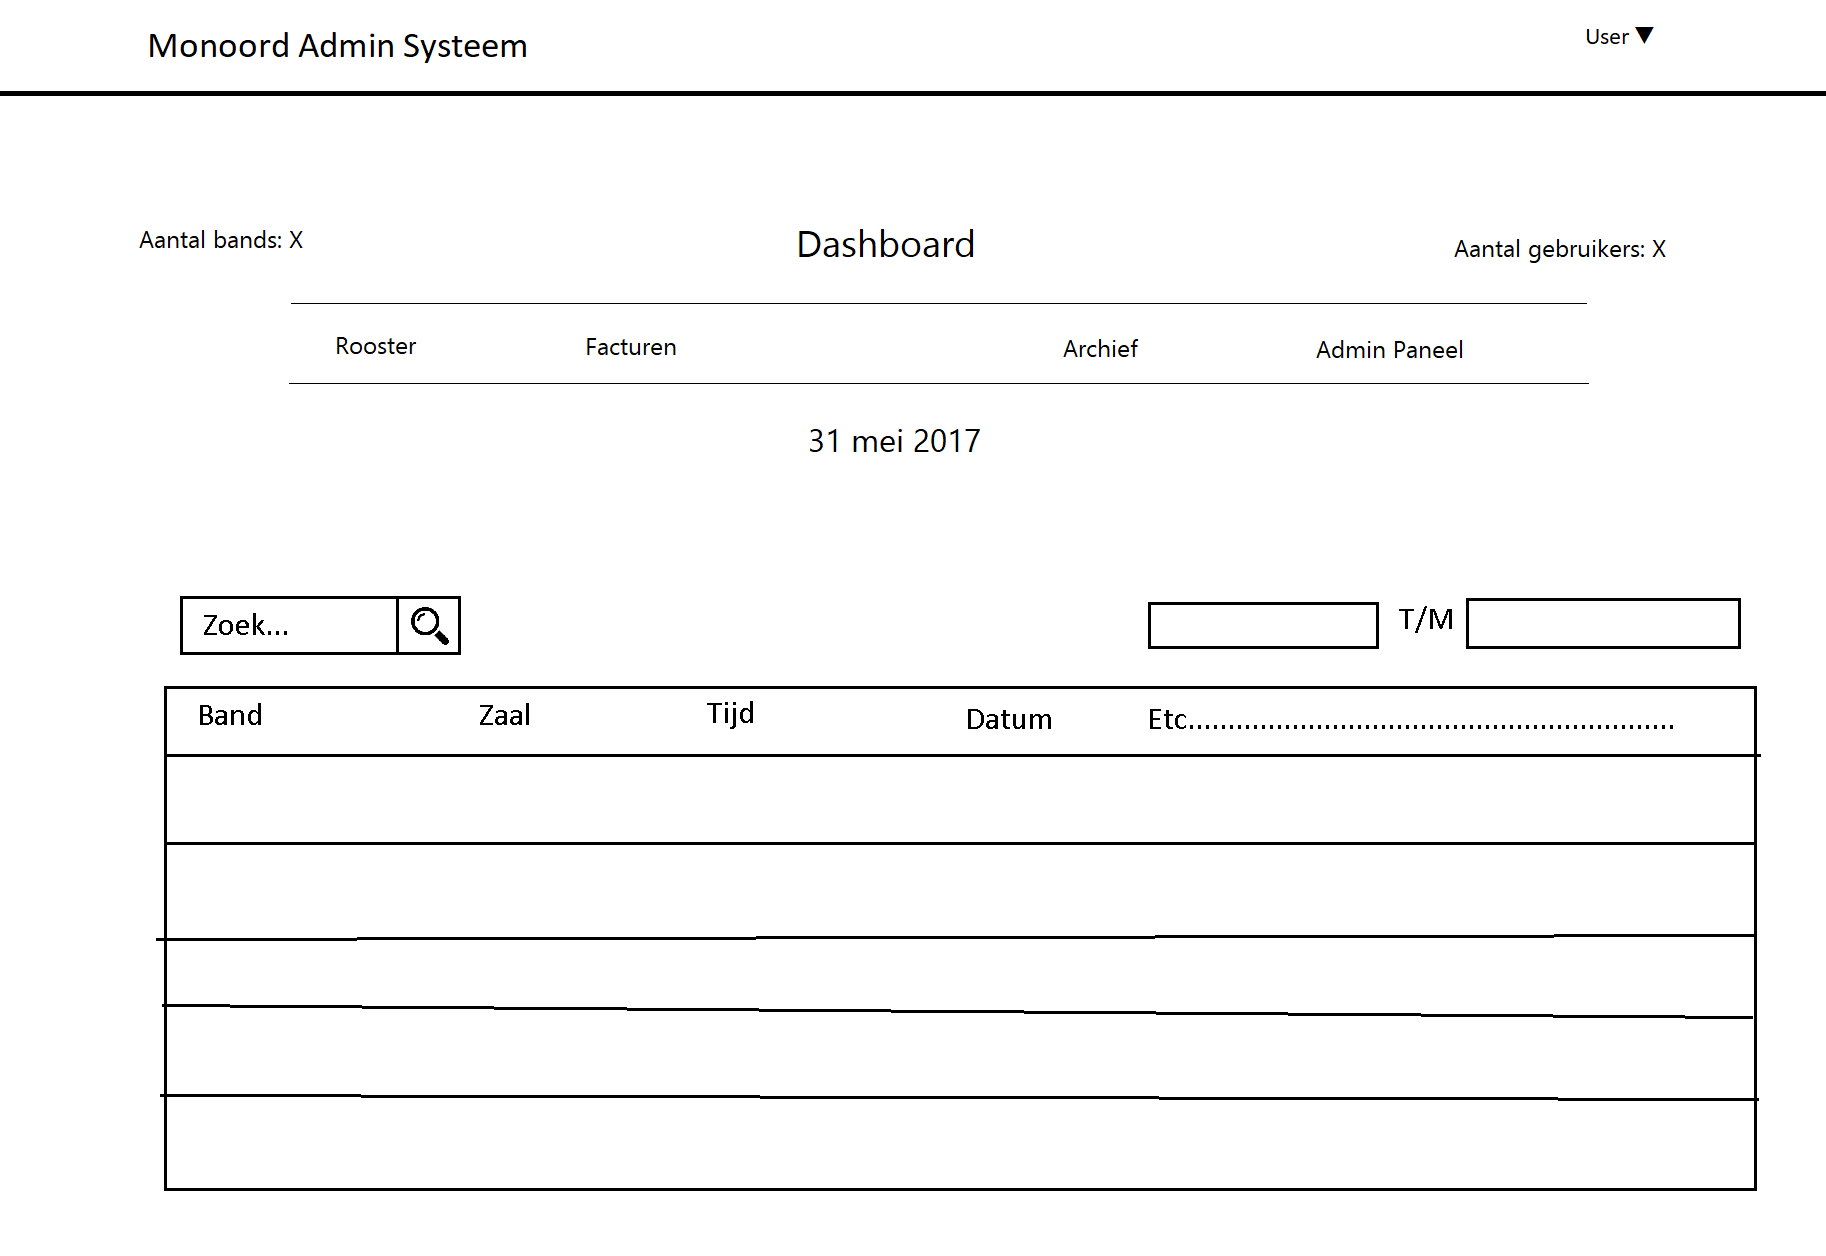 Monoord Admin Systeem
User ▼
Aantal bands: X
Dashboard
Aantal gebruikers: X
Rooster
Facturen
Archief
Admin Paneel
31 mei 2017
Zoek...
T/M
Band
Zaal
Tijd
Datum
Etc.............................................................